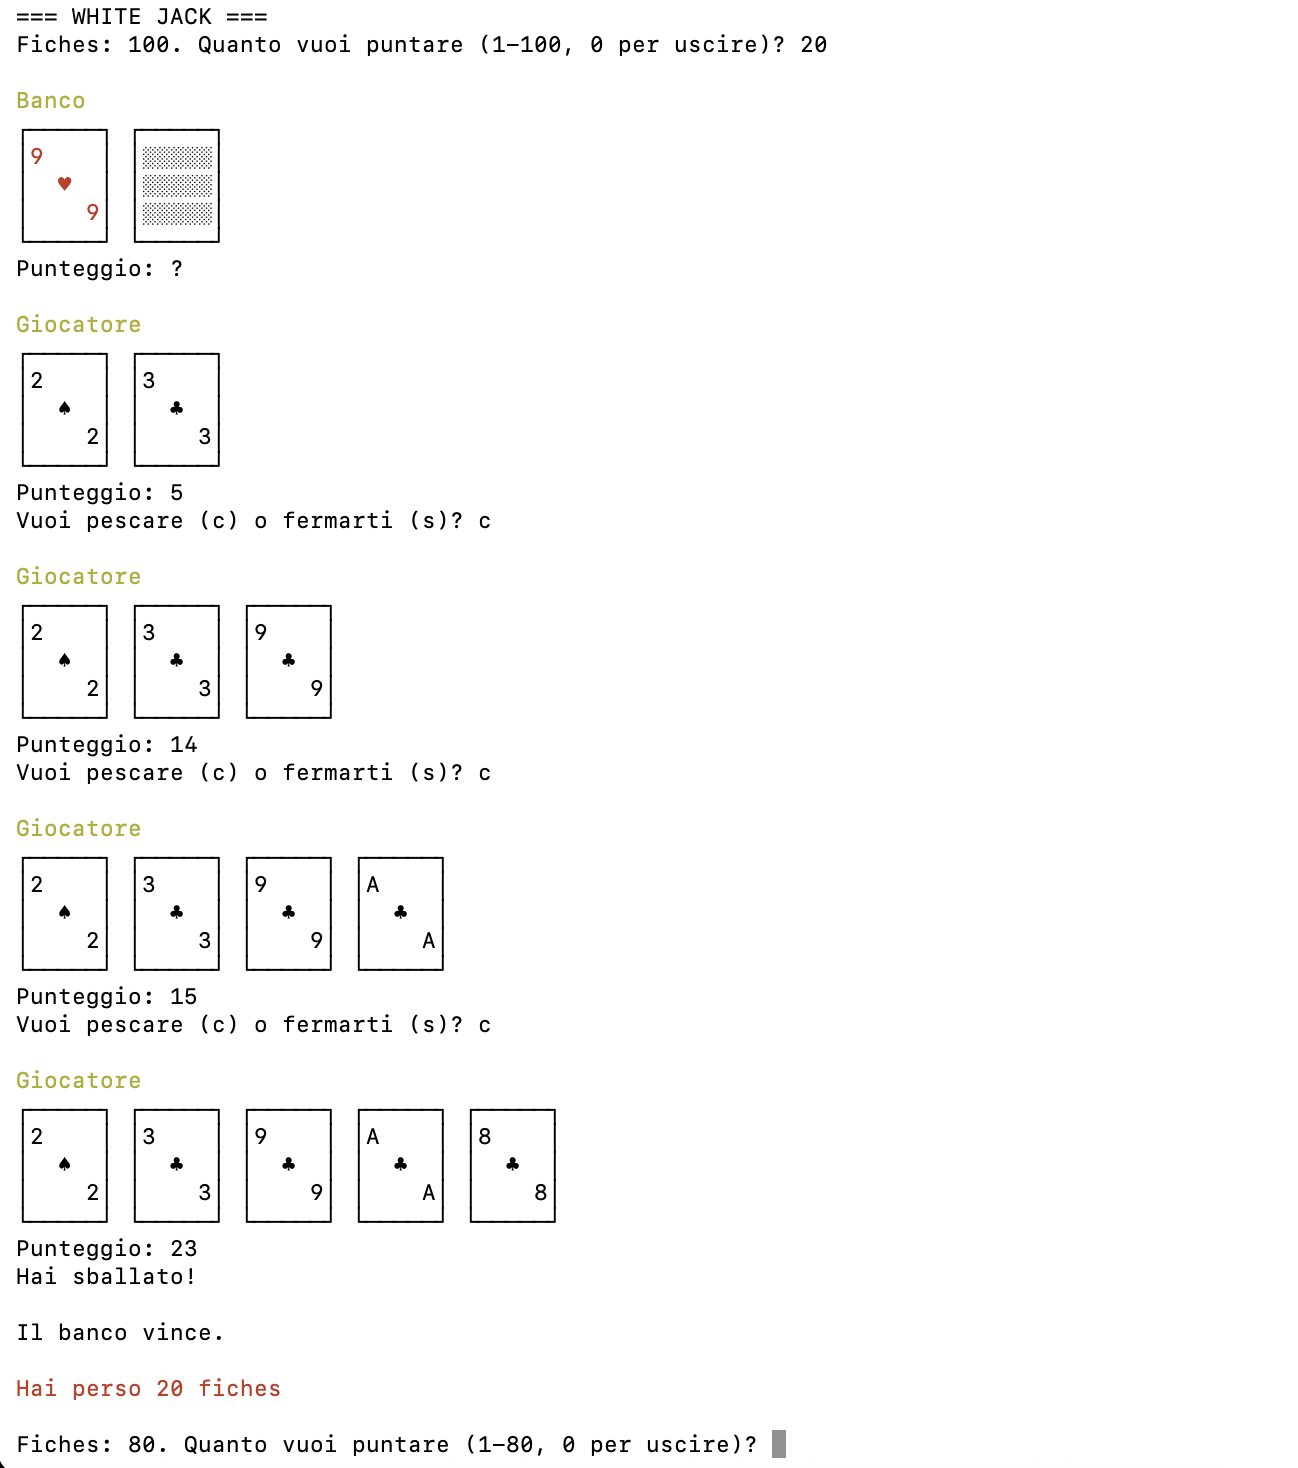 === WHITE JACK ===
Fiches: 100. Quanto vuoi puntare (1-100, 0 per uscire)? 20
Banco
9
♥
9
Punteggio: ?
Giocatore
2 3
♠ ♣
2 3
Punteggio: 5
Vuoi pescare (c) o fermarti (s)? c
Giocatore
2 3 9
♠ ♣ ♣
2 3 9
Punteggio: 14
Vuoi pescare (c) o fermarti (s)? c
Giocatore
2 3 9 A
♠ ♣ ♣ ♣
2 3 9 A
Punteggio: 15
Vuoi pescare (c) o fermarti (s)? c
Giocatore
2 3 9 A 8
♠ ♣ ♣ ♣ ♣
2 3 9 A 8
Punteggio: 23
Hai sballato!
Il banco vince.
Hai perso 20 fiches
Fiches: 80. Quanto vuoi puntare (1-80, 0 per uscire)?